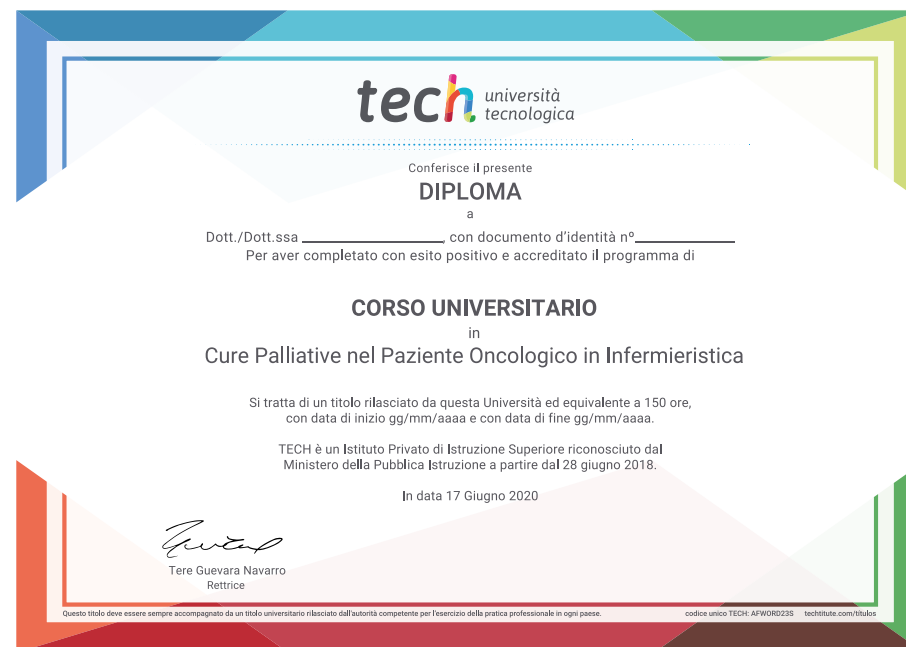 tech università
tecnologica
Conferisce il presente
DIPLOMA
a
Dott./Dott.ssa ____________________, con documento d'identità nº______________
Per aver completato con esito positivo e accreditato il programma di
CORSO UNIVERSITARIO
in
Cure Palliative nel Paziente Oncologico in Infermieristica
Si tratta di un titolo rilasciato da questa Università ed equivalente a 150 ore,
con data di inizio gg/mm/aaaa e con data di fine gg/mm/aaaa.
TECH è un Istituto Privato di Istruzione Superiore riconosciuto dal
Ministero della Pubblica Istruzione a partire dal 28 giugno 2018.
In data 17 Giugno 2020
Tere Guevara Navarro
Rettrice
Questo titolo deve essere sempre accompagnato da un titolo universitario rilasciato dall'autorità competente per l'esercizio della pratica professionale in ogni paese. codice unico TECH: AFWORD23S techtitute.com/titulos